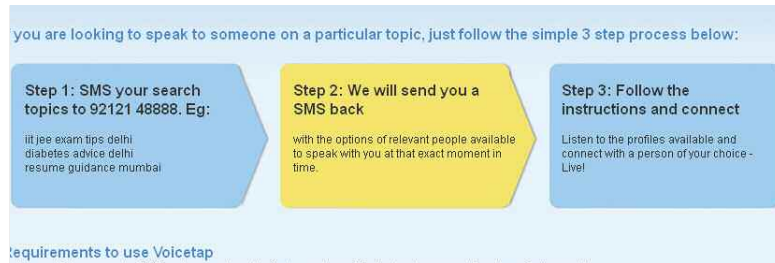 you are looking to speak to someone on a particular topic, just follow the simple 3 step process below:
Step 1: SMS your search
topics to 92121 48888. Eg:
iit jee exam tips delhi
diabetes advice delhi
resume guidance mumbai
Step 2: We will send you a
SMS back
with the options of relevant people available
to speak with you at that exact moment in
time.
Step 3: Follow the
instructions and connect
Listen to the profiles available and
connect with a person of your choice -
Live!
Requirements to use Voicetap